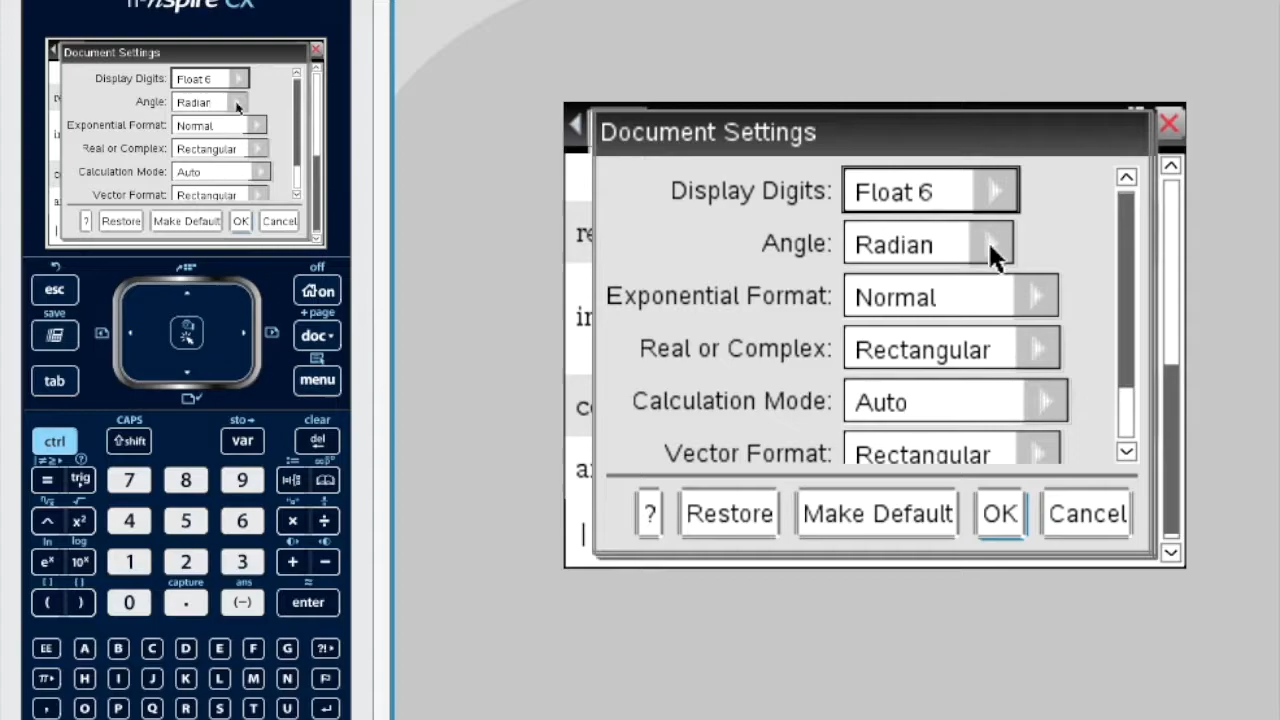 TI-nspire CX
Document Settings
Display Digits: Float 6
Angle: Radian
Exponential Format: Normal
Real or Complex: Rectangular
Calculation Mode: Auto
Vector Format: Rectangular
? Restore Make Default OK Cancel
off
esc on
save + page
doc
tab menu
CAPS sto→ clear
ctrl ⇧shift var del
= trig 7 8 9
^ x² 4 5 6 × ÷
ln log
eˣ 10ˣ 1 2 3 + −
[ ] { } capture ans ≈
( ) 0 . (−) enter
EE A B C D E F G ?!▸
π▸ H I J K L M N
, O P Q R S T U ↵
Document Settings
Display Digits: Float 6
re
Angle: Radian
Exponential Format: Normal
in
Real or Complex: Rectangular
Calculation Mode: Auto
Vector Format: Rectangular
? Restore Make Default OK Cancel